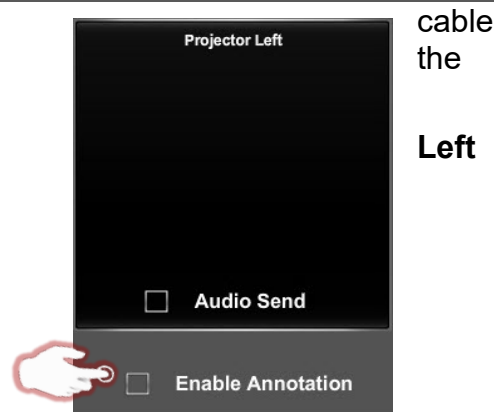 Projector Left
Audio Send
Enable Annotation
cable
the
Left